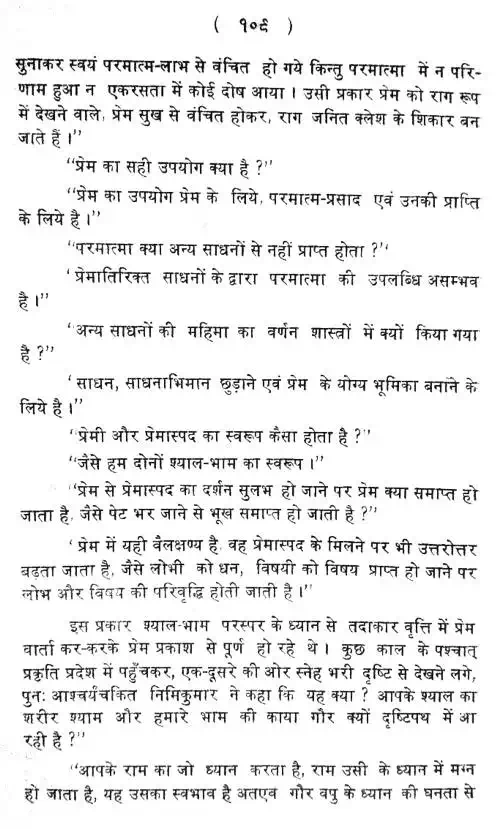 ( १०९ )
सुनाकर स्वयं परमात्म-लाभ से वंचित हो गये किन्तु परमात्मा में न परि-
णाम हुआ न एकरसता में कोई दोष आया । उसी प्रकार प्रेम को राग रूप
में देखने वाले, प्रेम सुख से वंचित होकर, राग जनित क्लेश के शिकार बन
जाते हैं ।"
"प्रेम का सही उपयोग क्या है ?"
"प्रेम का उपयोग प्रेम के लिये, परमात्म-प्रसाद एवं उनकी प्राप्ति
के लिये है ।"
"परमात्मा क्या अन्य साधनों से नहीं प्राप्त होता ?"
'प्रेमातिरिक्त साधनों के द्वारा परमात्मा की उपलब्धि असम्भव
है ।"
'अन्य साधनों की महिमा का वर्णन शास्त्रों में क्यों किया गया
है ?"
'साधन, साधनाभिमान छुड़ाने एवं प्रेम के योग्य भूमिका बनाने के
लिये है ।"
"प्रेमी और प्रेमास्पद का स्वरूप कैसा होता है ?"
"जैसे हम दोनों श्याल-भाम का स्वरूप ।"
"प्रेम से प्रेमास्पद का दर्शन सुलभ हो जाने पर प्रेम क्या समाप्त हो
जाता है, जैसे पेट भर जाने से भूख समाप्त हो जाती है ?"
'प्रेम में यही वैलक्षण्य है, वह प्रेमास्पद के मिलने पर भी उत्तरोत्तर
बढ़ता जाता है, जैसे लोभी को धन, विषयी को विषय प्राप्त हो जाने पर
लोभ और विषय की परिवृद्धि होती जाती है ।"
इस प्रकार श्याल-भाम परस्पर के ध्यान से तदाकार वृत्ति में प्रेम
वार्ता कर-करके प्रेम प्रकाश से पूर्ण हो रहे थे । कुछ काल के पश्चात्
प्रकृति प्रदेश में पहुँचकर, एक-दूसरे की ओर स्नेह भरी दृष्टि से देखने लगे,
पुनः आश्चर्यचकित निमिकुमार ने कहा कि यह क्या ? आपके श्याल का
शरीर श्याम और हमारे भाम की काया गौर क्यों दृष्टिपथ में आ
रही है ?"
"आपके राम का जो ध्यान करता है, राम उसी के ध्यान में मग्न
हो जाता है, यह उसका स्वभाव है अतएव गौर वपु के ध्यान की घनता से